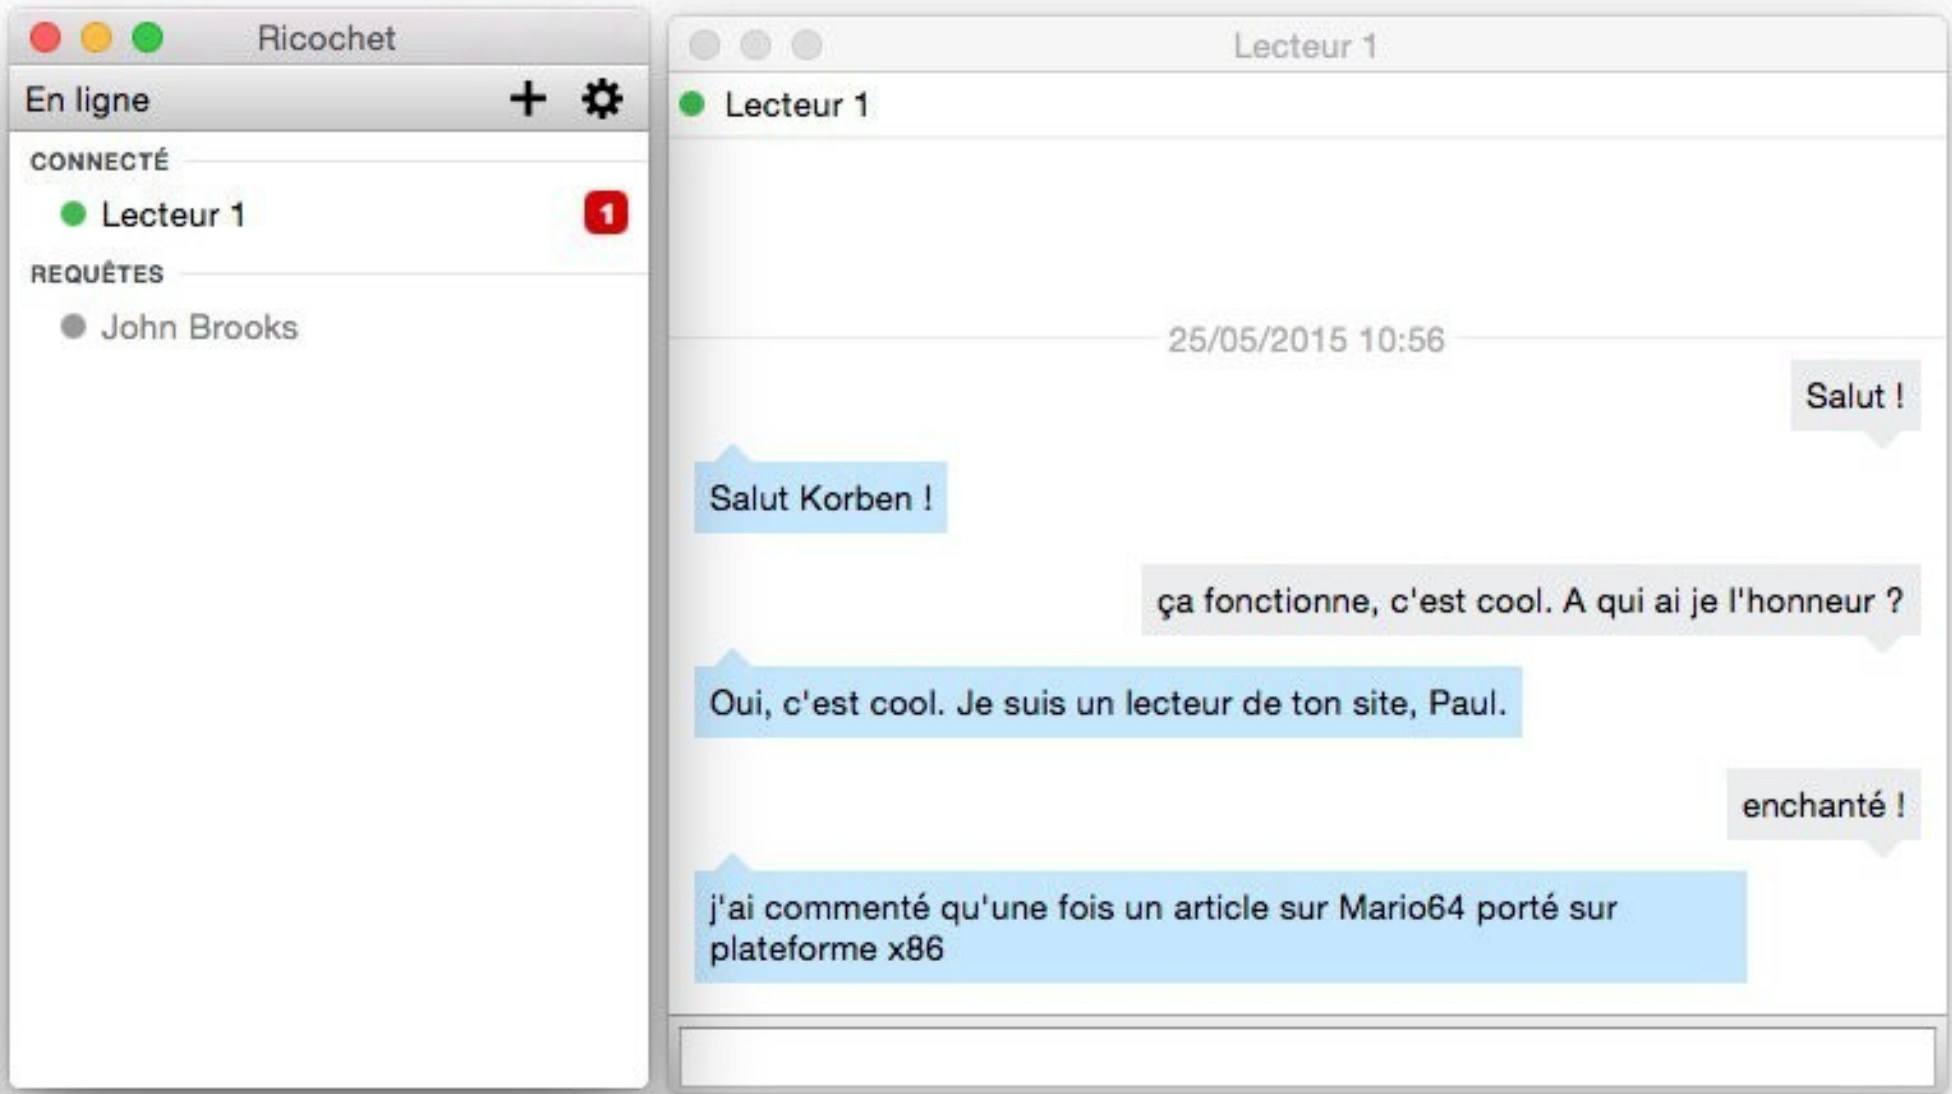 Ricochet
En ligne
CONNECTÉ
Lecteur 1
1
REQUÊTES
John Brooks
Lecteur 1
Lecteur 1
25/05/2015 10:56
Salut !
Salut Korben !
ça fonctionne, c'est cool. A qui ai je l'honneur ?
Oui, c'est cool. Je suis un lecteur de ton site, Paul.
enchanté !
j'ai commenté qu'une fois un article sur Mario64 porté sur
plateforme x86